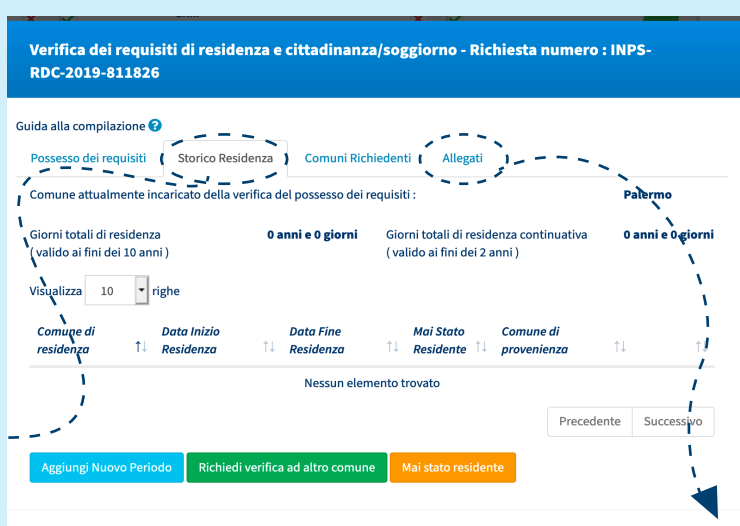 Verifica dei requisiti di residenza e cittadinanza/soggiorno - Richiesta numero : INPS-
RDC-2019-811826
Guida alla compilazione ?
Possesso dei requisiti Storico Residenza Comuni Richiedenti Allegati
Comune attualmente incaricato della verifica del possesso dei requisiti : Palermo
Giorni totali di residenza 0 anni e 0 giorni Giorni totali di residenza continuativa 0 anni e 0 giorni
( valido ai fini dei 10 anni ) ( valido ai fini dei 2 anni )
Visualizza 10 righe
Comune di Data Inizio Data Fine Mai Stato Comune di
residenza ↑↓ Residenza ↑↓ Residenza ↑↓ Residente ↑↓ provenienza ↑↓ ↑↓
Nessun elemento trovato
Precedente Successivo
Aggiungi Nuovo Periodo Richiedi verifica ad altro comune Mai stato residente